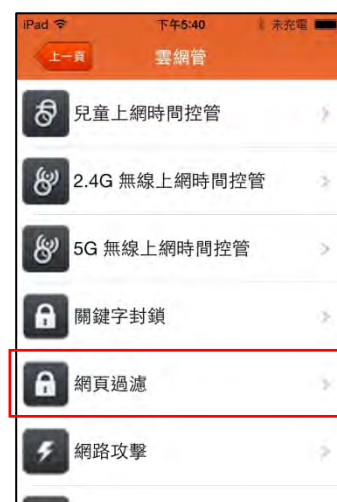 iPad 下午5:40 未充電
上一頁 雲網管
兒童上網時間控管
2.4G 無線上網時間控管
5G 無線上網時間控管
關鍵字封鎖
網頁過濾
網路攻擊